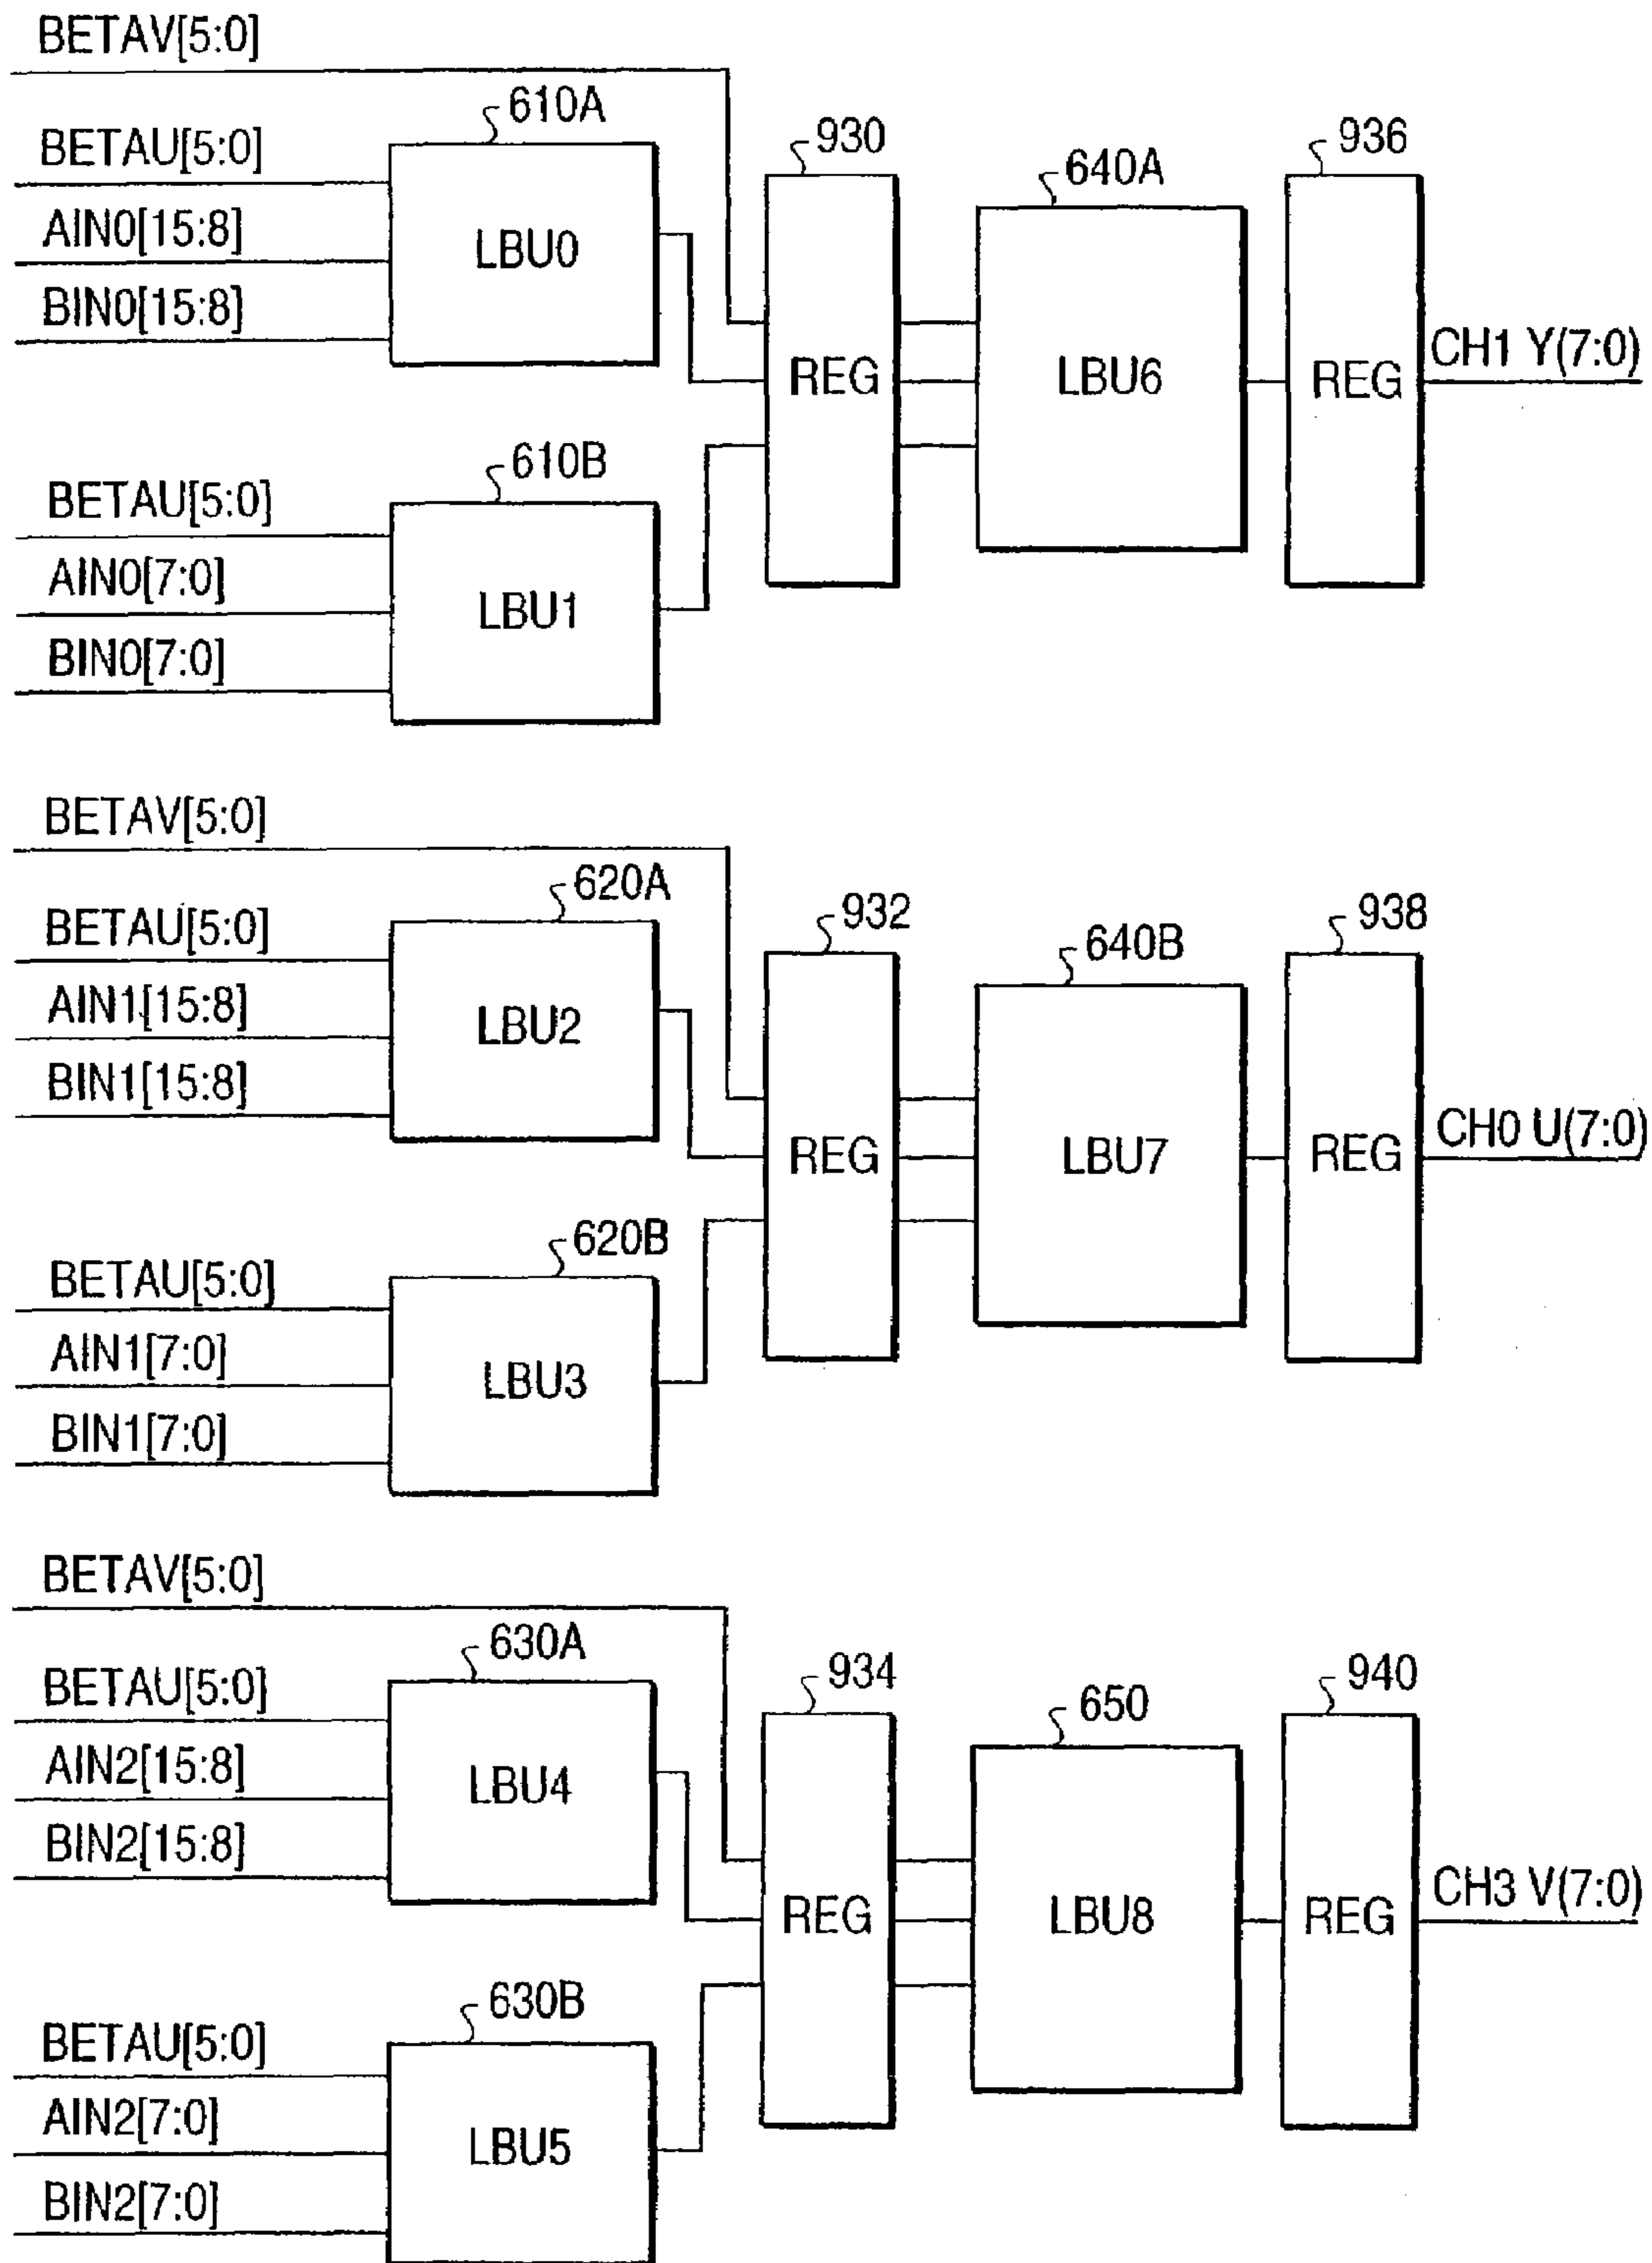 BETAV[5:0]
610A
BETAU[5:0]
930
936
640A
AIN0[15:8]
LBU0
BIN0[15:8]
CH1 Y(7:0)
REG
LBU6
REG
610B
BETAU[5:0]
AIN0[7:0]
LBU1
BIN0[7:0]
BETAV[5:0]
620A
BETAU[5:0]
932
938
640B
AIN1[15:8]
LBU2
BIN1[15:8]
CH0 U(7:0)
REG
LBU7
REG
620B
BETAU[5:0]
AIN1[7:0]
LBU3
BIN1[7:0]
BETAV[5:0]
630A
BETAU[5:0]
934
650
940
AIN2[15:8]
LBU4
BIN2[15:8]
CH3 V(7:0)
REG
LBU8
REG
630B
BETAU[5:0]
AIN2[7:0]
LBU5
BIN2[7:0]